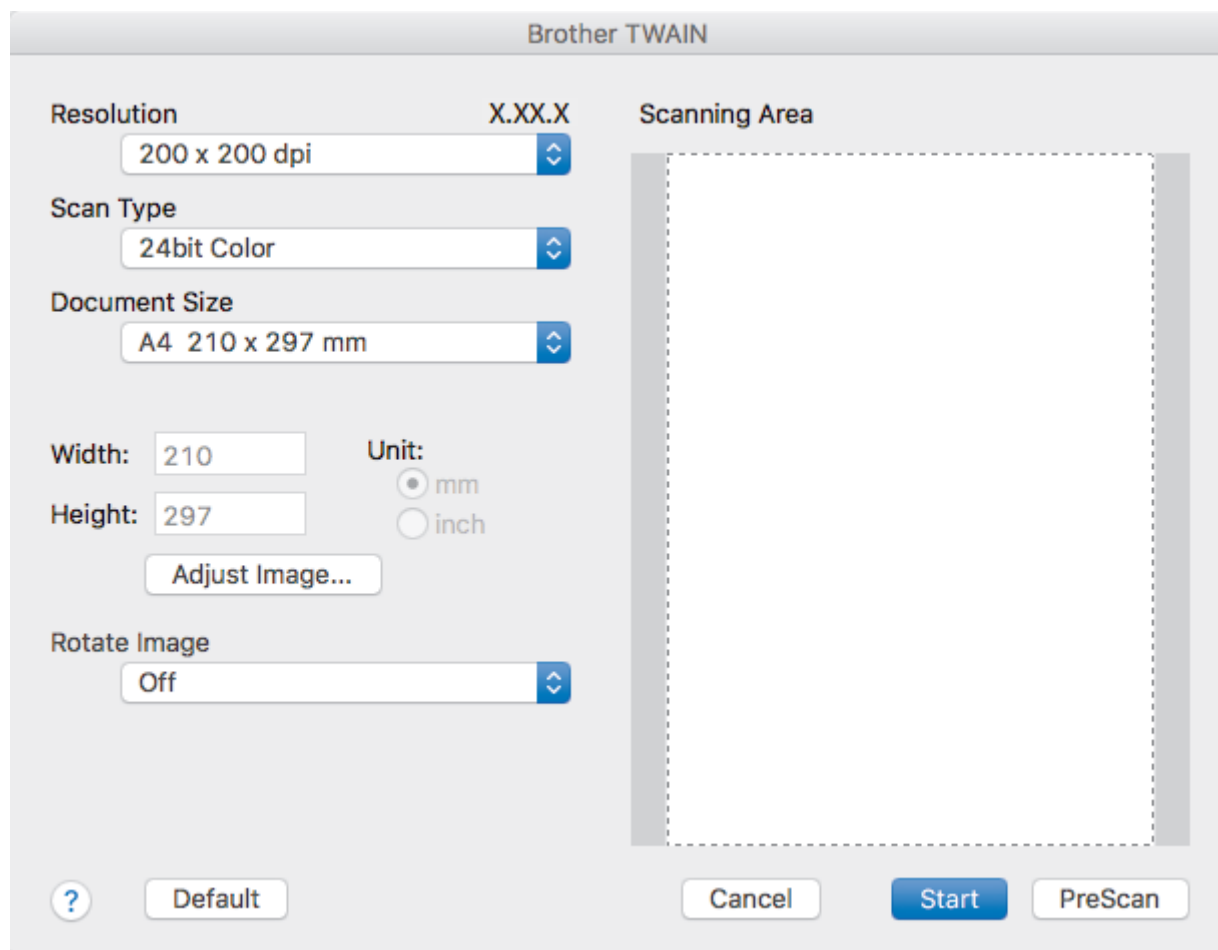 Brother TWAIN
Resolution X.XX.X
200 x 200 dpi
Scan Type
24bit Color
Document Size
A4 210 x 297 mm
Width: 210
Height: 297
Unit:
mm
inch
Adjust Image...
Rotate Image
Off
Scanning Area
? Default Cancel Start PreScan